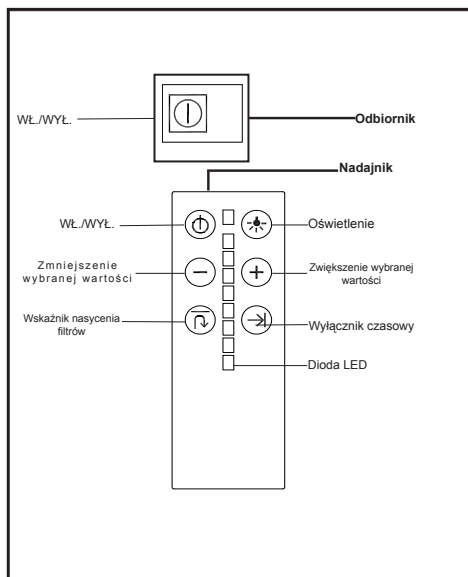 WŁ./WYŁ.
Odbiornik
Nadajnik
WŁ./WYŁ.
Oświetlenie
Zmniejszenie
wybranej wartości
Zwiększenie wybranej
wartości
Wskaźnik nasycenia
filtrów
Wyłącznik czasowy
Dioda LED